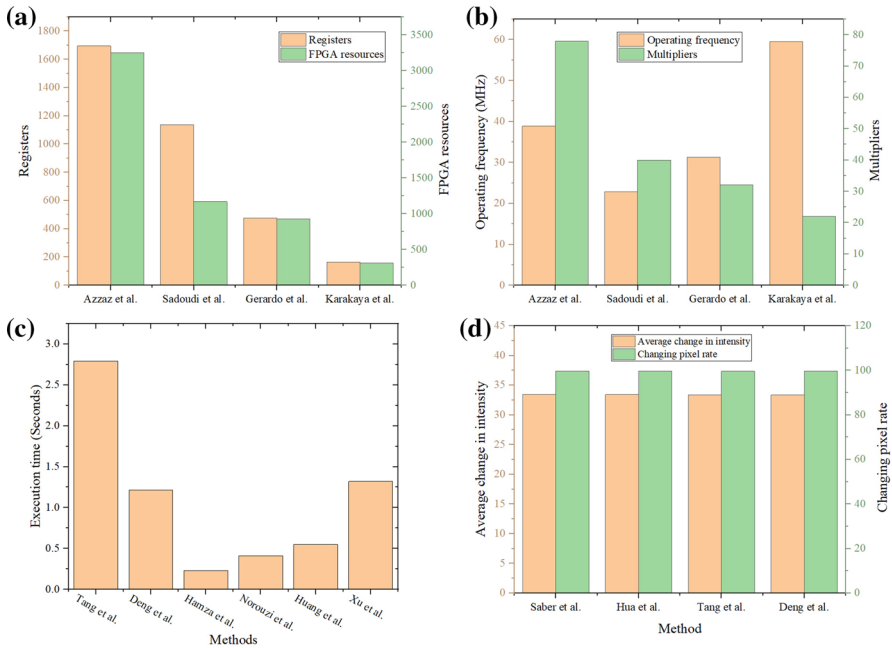 (a)
Registers
FPGA resources
1800
1600
1400
1200
1000
800
600
400
200
0
Registers
3500
3000
2500
2000
1500
1000
500
0
FPGA resources
Azzaz et al.
Sadoudi et al.
Gerardo et al.
Karakaya et al.
(b)
Operating frequency
Multipliers
60
50
40
30
20
10
0
Operating frequency (MHz)
80
70
60
50
40
30
20
10
0
Multipliers
Azzaz et al.
Sadoudi et al.
Gerardo et al.
Karakaya et al.
(c)
3.0
2.5
2.0
1.5
1.0
0.5
0.0
Execution time (Seconds)
Tang et al.
Deng et al.
Hamza et al.
Norouzi et al.
Huang et al.
Xu et al.
Methods
(d)
Average change in intensity
Changing pixel rate
45
40
35
30
25
20
15
10
5
0
Average change in intensity
120
100
80
60
40
20
0
Changing pixel rate
Saber et al.
Hua et al.
Tang et al.
Deng et al.
Method